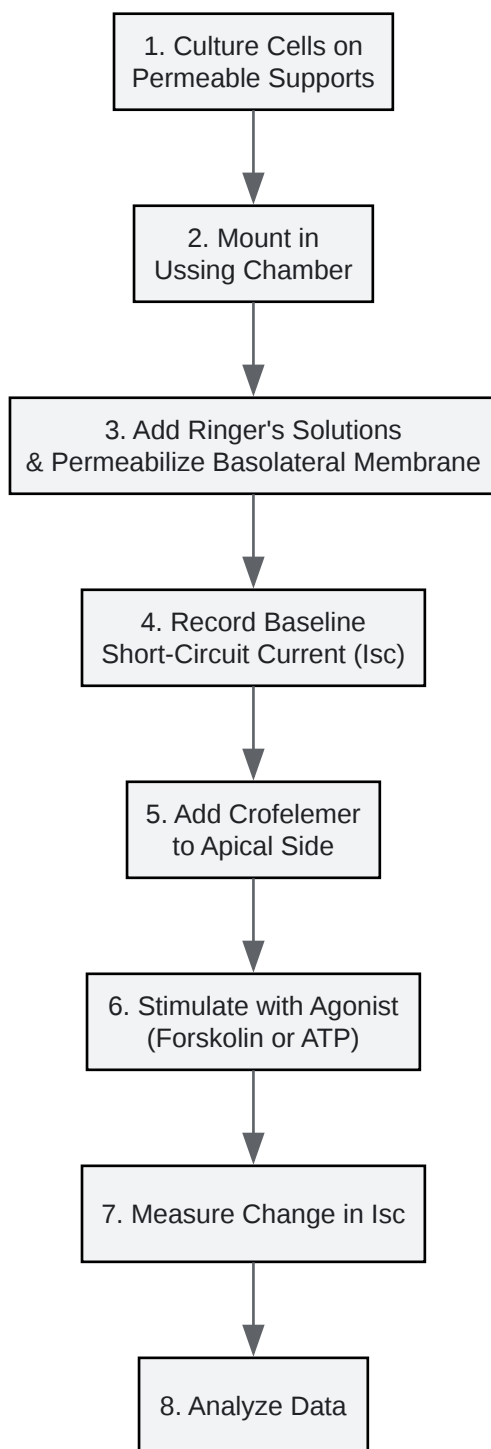 1. Culture Cells on
Permeable Supports
2. Mount in
Ussing Chamber
3. Add Ringer's Solutions
& Permeabilize Basolateral Membrane
4. Record Baseline
Short-Circuit Current (Isc)
5. Add Crofelemer
to Apical Side
6. Stimulate with Agonist
(Forskolin or ATP)
7. Measure Change in Isc
8. Analyze Data